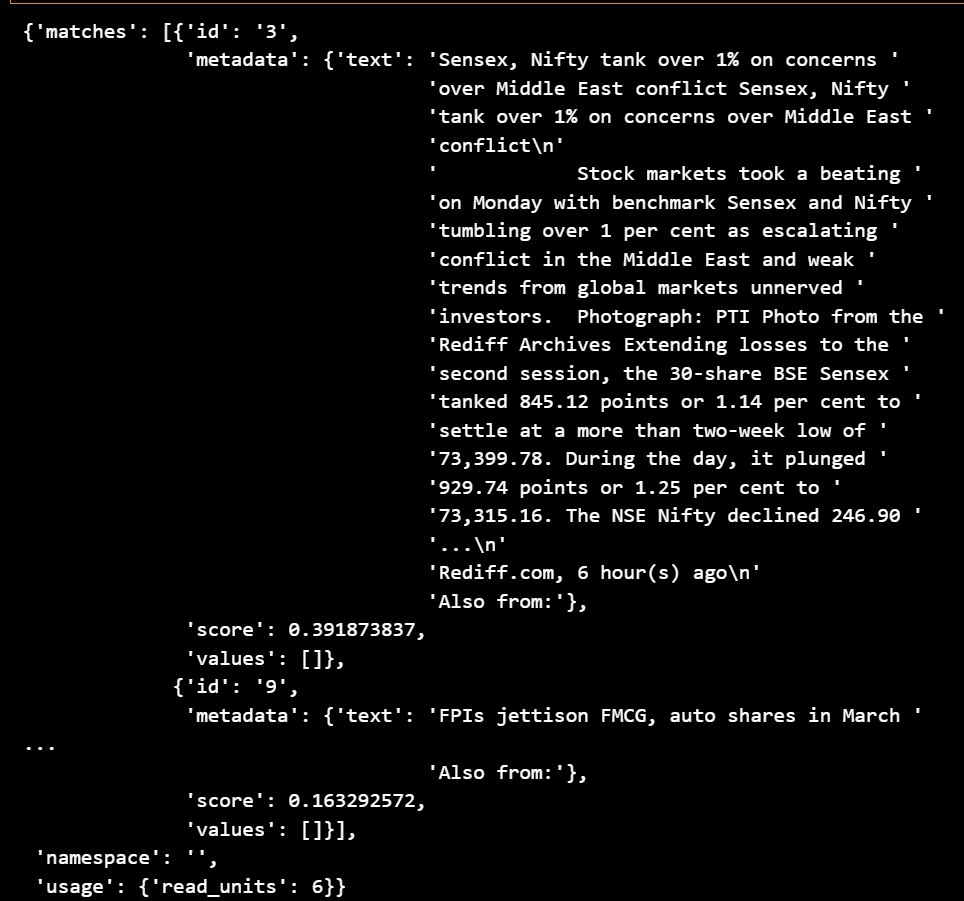 {'matches': [{'id': '3',
'metadata': {'text': 'Sensex, Nifty tank over 1% on concerns '
'over Middle East conflict Sensex, Nifty '
'tank over 1% on concerns over Middle East '
'conflict\n'
'            Stock markets took a beating '
'on Monday with benchmark Sensex and Nifty '
'tumbling over 1 per cent as escalating '
'conflict in the Middle East and weak '
'trends from global markets unnerved '
'investors.  Photograph: PTI Photo from the '
'Rediff Archives Extending losses to the '
'second session, the 30-share BSE Sensex '
'tanked 845.12 points or 1.14 per cent to '
'settle at a more than two-week low of '
'73,399.78. During the day, it plunged '
'929.74 points or 1.25 per cent to '
'73,315.16. The NSE Nifty declined 246.90 '
'...\n'
'Rediff.com, 6 hour(s) ago\n'
'Also from:'},
'score': 0.391873837,
'values': []},
{'id': '9',
'metadata': {'text': 'FPIs jettison FMCG, auto shares in March '
...
'Also from:'},
'score': 0.163292572,
'values': []}],
'namespace': '',
'usage': {'read_units': 6}}